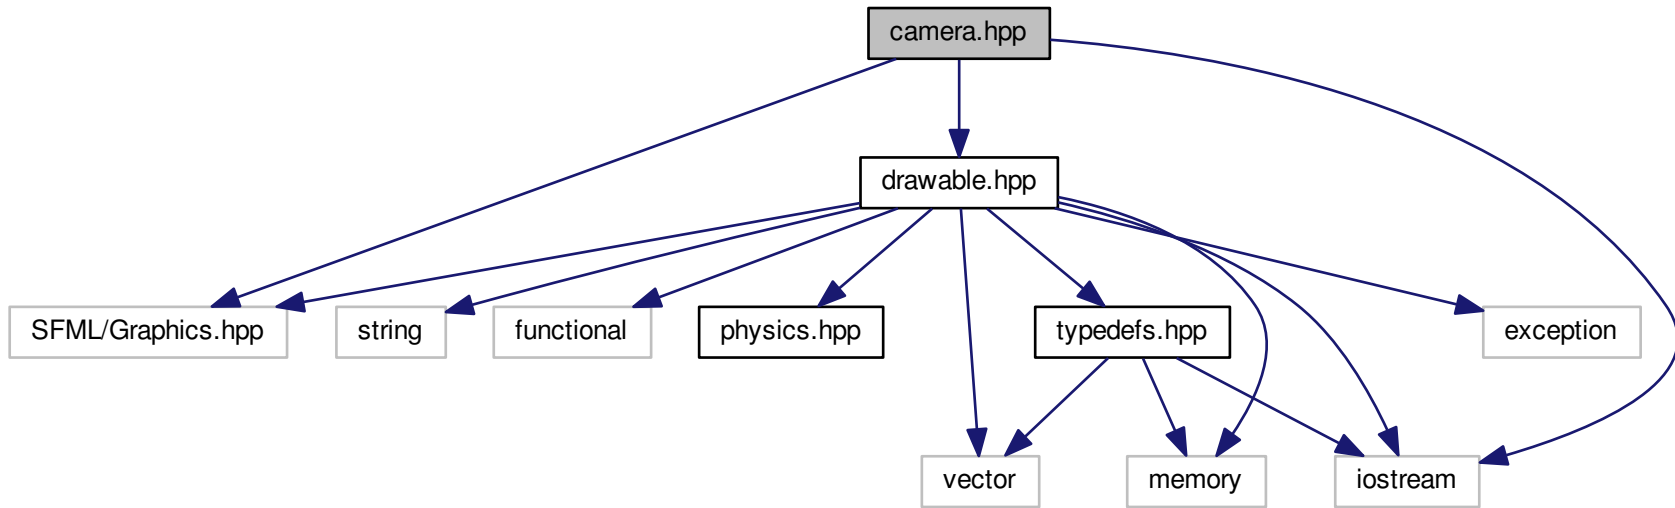 camera.hpp
drawable.hpp
SFML/Graphics.hpp
string
functional
physics.hpp
typedefs.hpp
exception
vector
memory
iostream